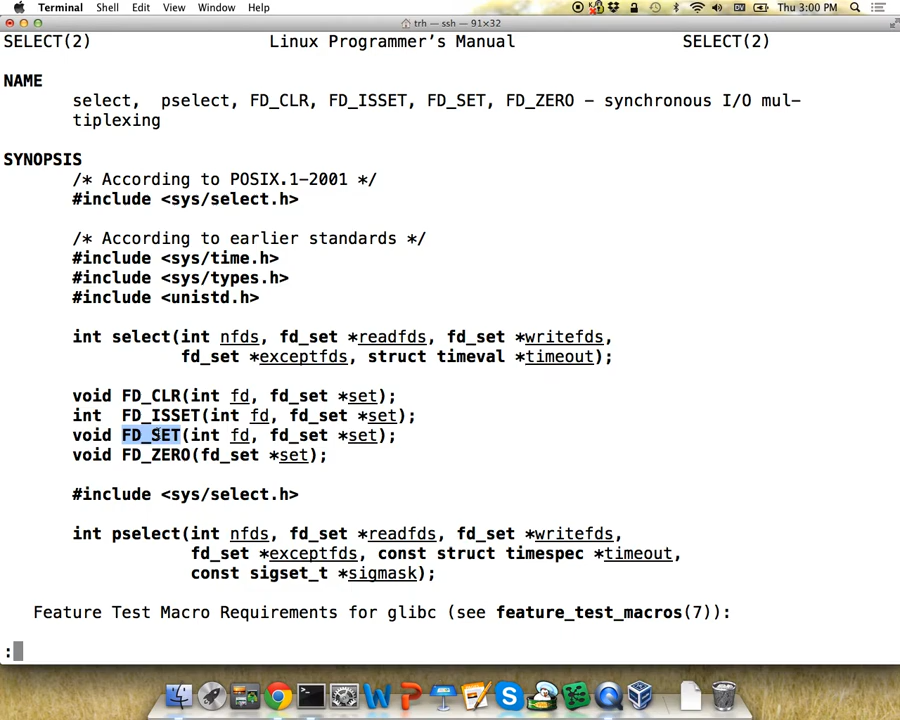 Terminal Shell Edit View Window Help Thu 3:00 PM
trh — ssh — 91×32
SELECT(2) Linux Programmer's Manual SELECT(2)
NAME
select, pselect, FD_CLR, FD_ISSET, FD_SET, FD_ZERO - synchronous I/O mul-
tiplexing
SYNOPSIS
/* According to POSIX.1-2001 */
#include <sys/select.h>
/* According to earlier standards */
#include <sys/time.h>
#include <sys/types.h>
#include <unistd.h>
int select(int nfds, fd_set *readfds, fd_set *writefds,
fd_set *exceptfds, struct timeval *timeout);
void FD_CLR(int fd, fd_set *set);
int FD_ISSET(int fd, fd_set *set);
void FD_SET(int fd, fd_set *set);
void FD_ZERO(fd_set *set);
#include <sys/select.h>
int pselect(int nfds, fd_set *readfds, fd_set *writefds,
fd_set *exceptfds, const struct timespec *timeout,
const sigset_t *sigmask);
Feature Test Macro Requirements for glibc (see feature_test_macros(7)):
: